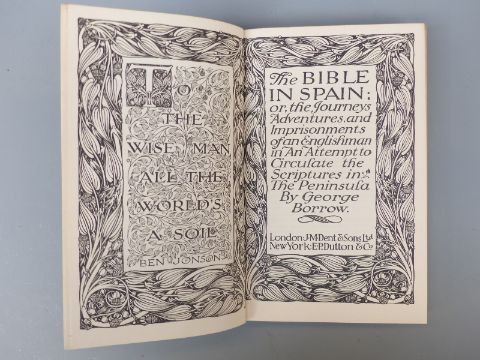 TO
THE
WISE MAN
ALL THE
WORLD'S
A SOIL
BEN JONSON
The BIBLE
IN SPAIN;
or, the Journeys
Adventures, and
Imprisonments
of an Englishman
in An Attempt to
Circulate the
Scriptures in
The Peninsula
By George
Borrow.
London: J.M. Dent & Sons Ltd
New York: E.P. Dutton & Co